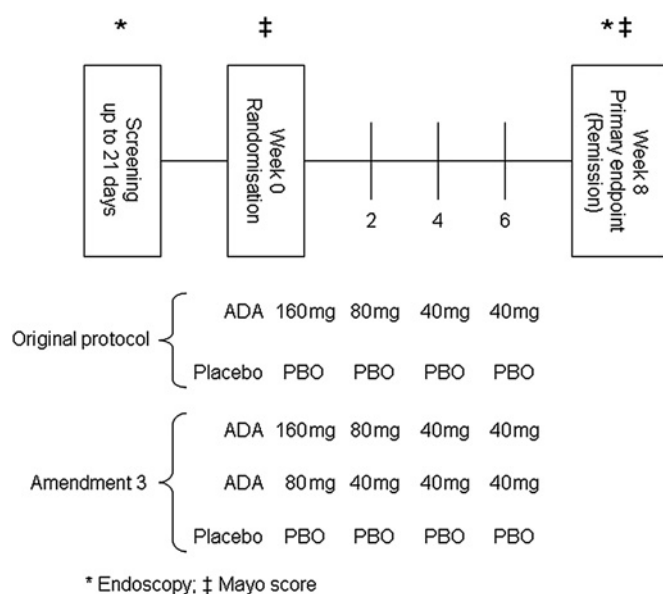 * ‡ * ‡
Screening
up to 21 days
Week 0
Randomisation
2 4 6
Week 8
Primary endpoint
(Remission)
Original protocol
ADA 160mg 80mg 40mg 40mg
Placebo PBO PBO PBO PBO
Amendment 3
ADA 160mg 80mg 40mg 40mg
ADA 80mg 40mg 40mg 40mg
Placebo PBO PBO PBO PBO
* Endoscopy; ‡ Mayo score